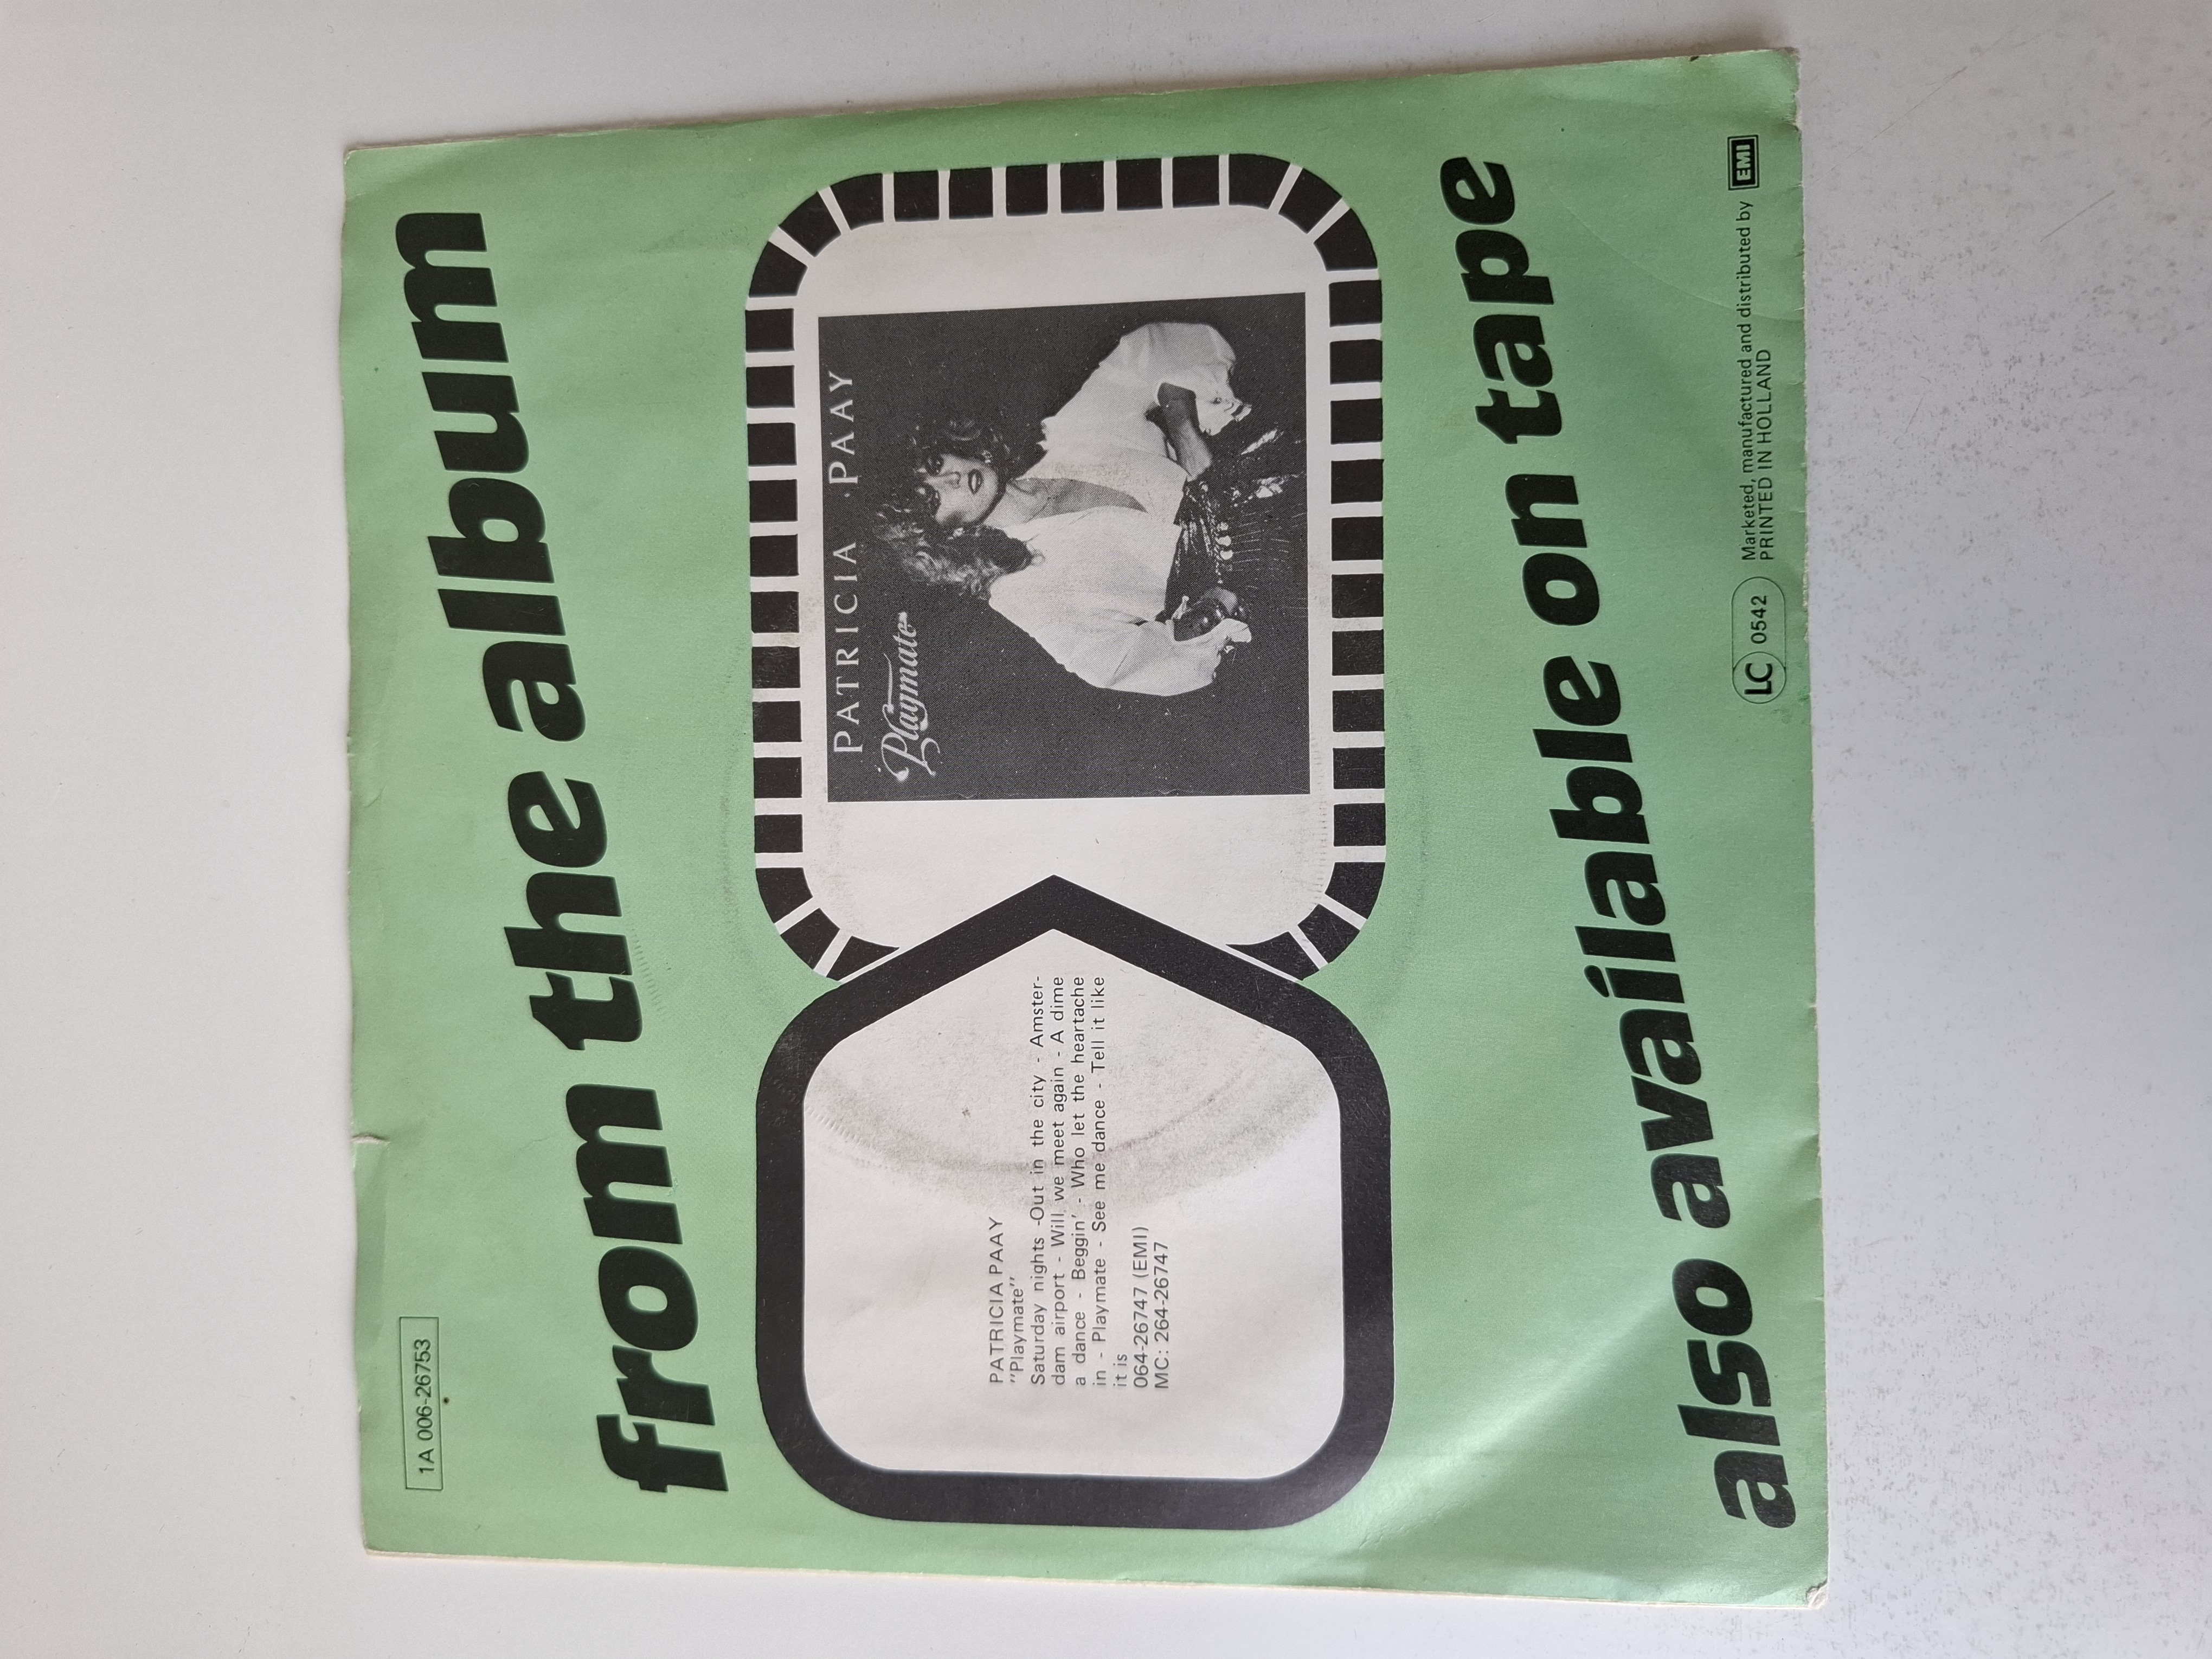 1A 006-26753
from the album
PATRICIA PAAY
"Playmate"
Saturday nights -Out in the city - Amster-
dam airport - Will we meet again - A dime
a dance - Beggin' - Who let the heartache
in - Playmate - See me dance - Tell it like
it is
064-26747 (EMI)
MC: 264-26747
PATRICIA PAAY
Playmate
also available on tape
LC 0542
Marketed, manufactured and distributed by EMI
PRINTED IN HOLLAND